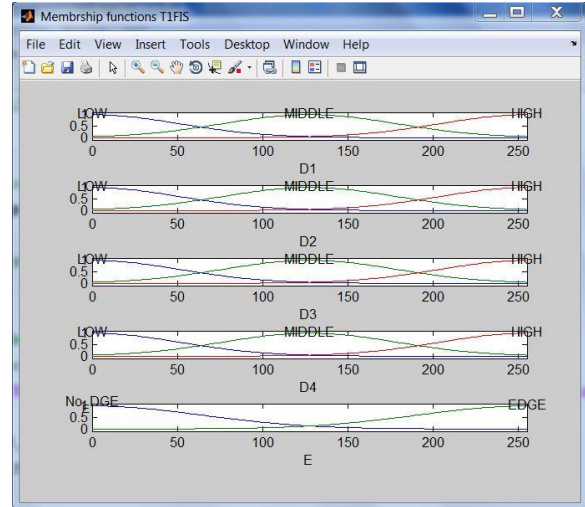 Membrship functions T1FIS
File Edit View Insert Tools Desktop Window Help
LOW MIDDLE HIGH
0.5
0
0 50 100 150 200 250
D1
LOW MIDDLE HIGH
0.5
0
0 50 100 150 200 250
D2
LOW MIDDLE HIGH
0.5
0
0 50 100 150 200 250
D3
LOW MIDDLE HIGH
0.5
0
0 50 100 150 200 250
D4
EDGE
0.5
0
0 50 100 150 200 250
E